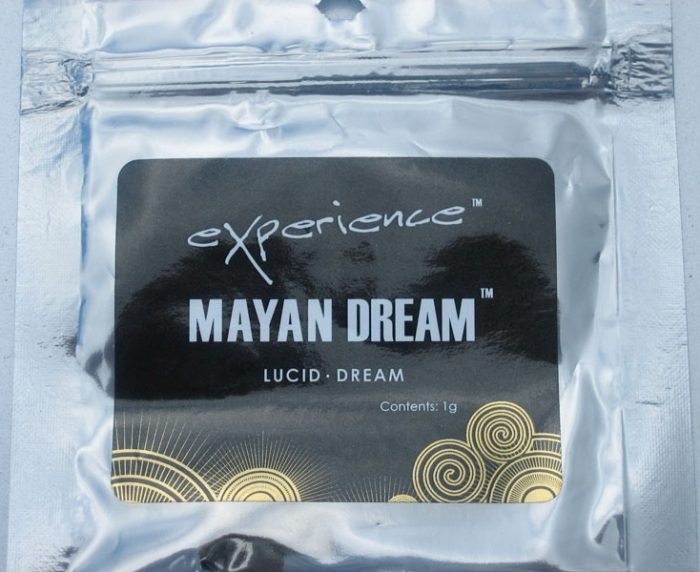 eXperience™
MAYAN DREAM™
LUCID · DREAM
Contents: 1g